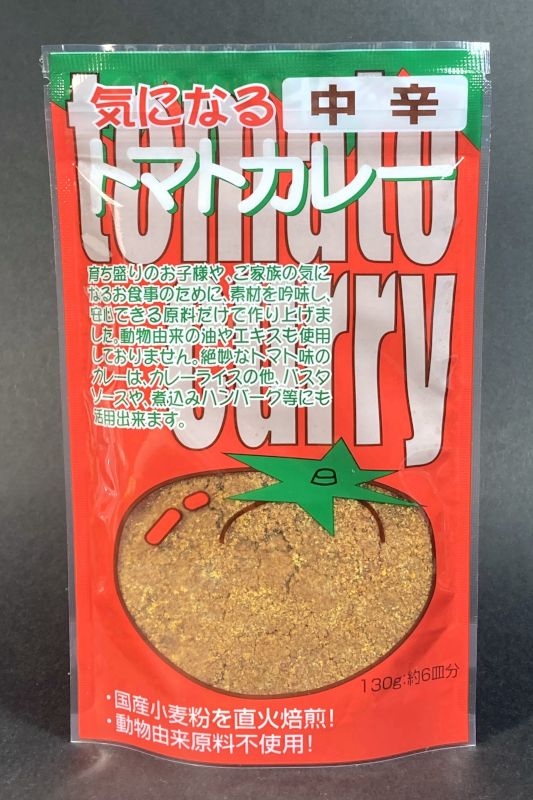 tomato
curry
気になる 中辛
トマトカレー
育ち盛りのお子様や、ご家族の気に
なるお食事のために、素材を吟味し、
安心できる原料だけで作り上げま
した。動物由来の油やエキスも使用
しておりません。絶妙なトマト味の
カレーは、カレーライスの他、パスタ
ソースや、煮込みハンバーグ等にも
活用出来ます。
130g:約6皿分
・国産小麦粉を直火焙煎!
・動物由来原料不使用!